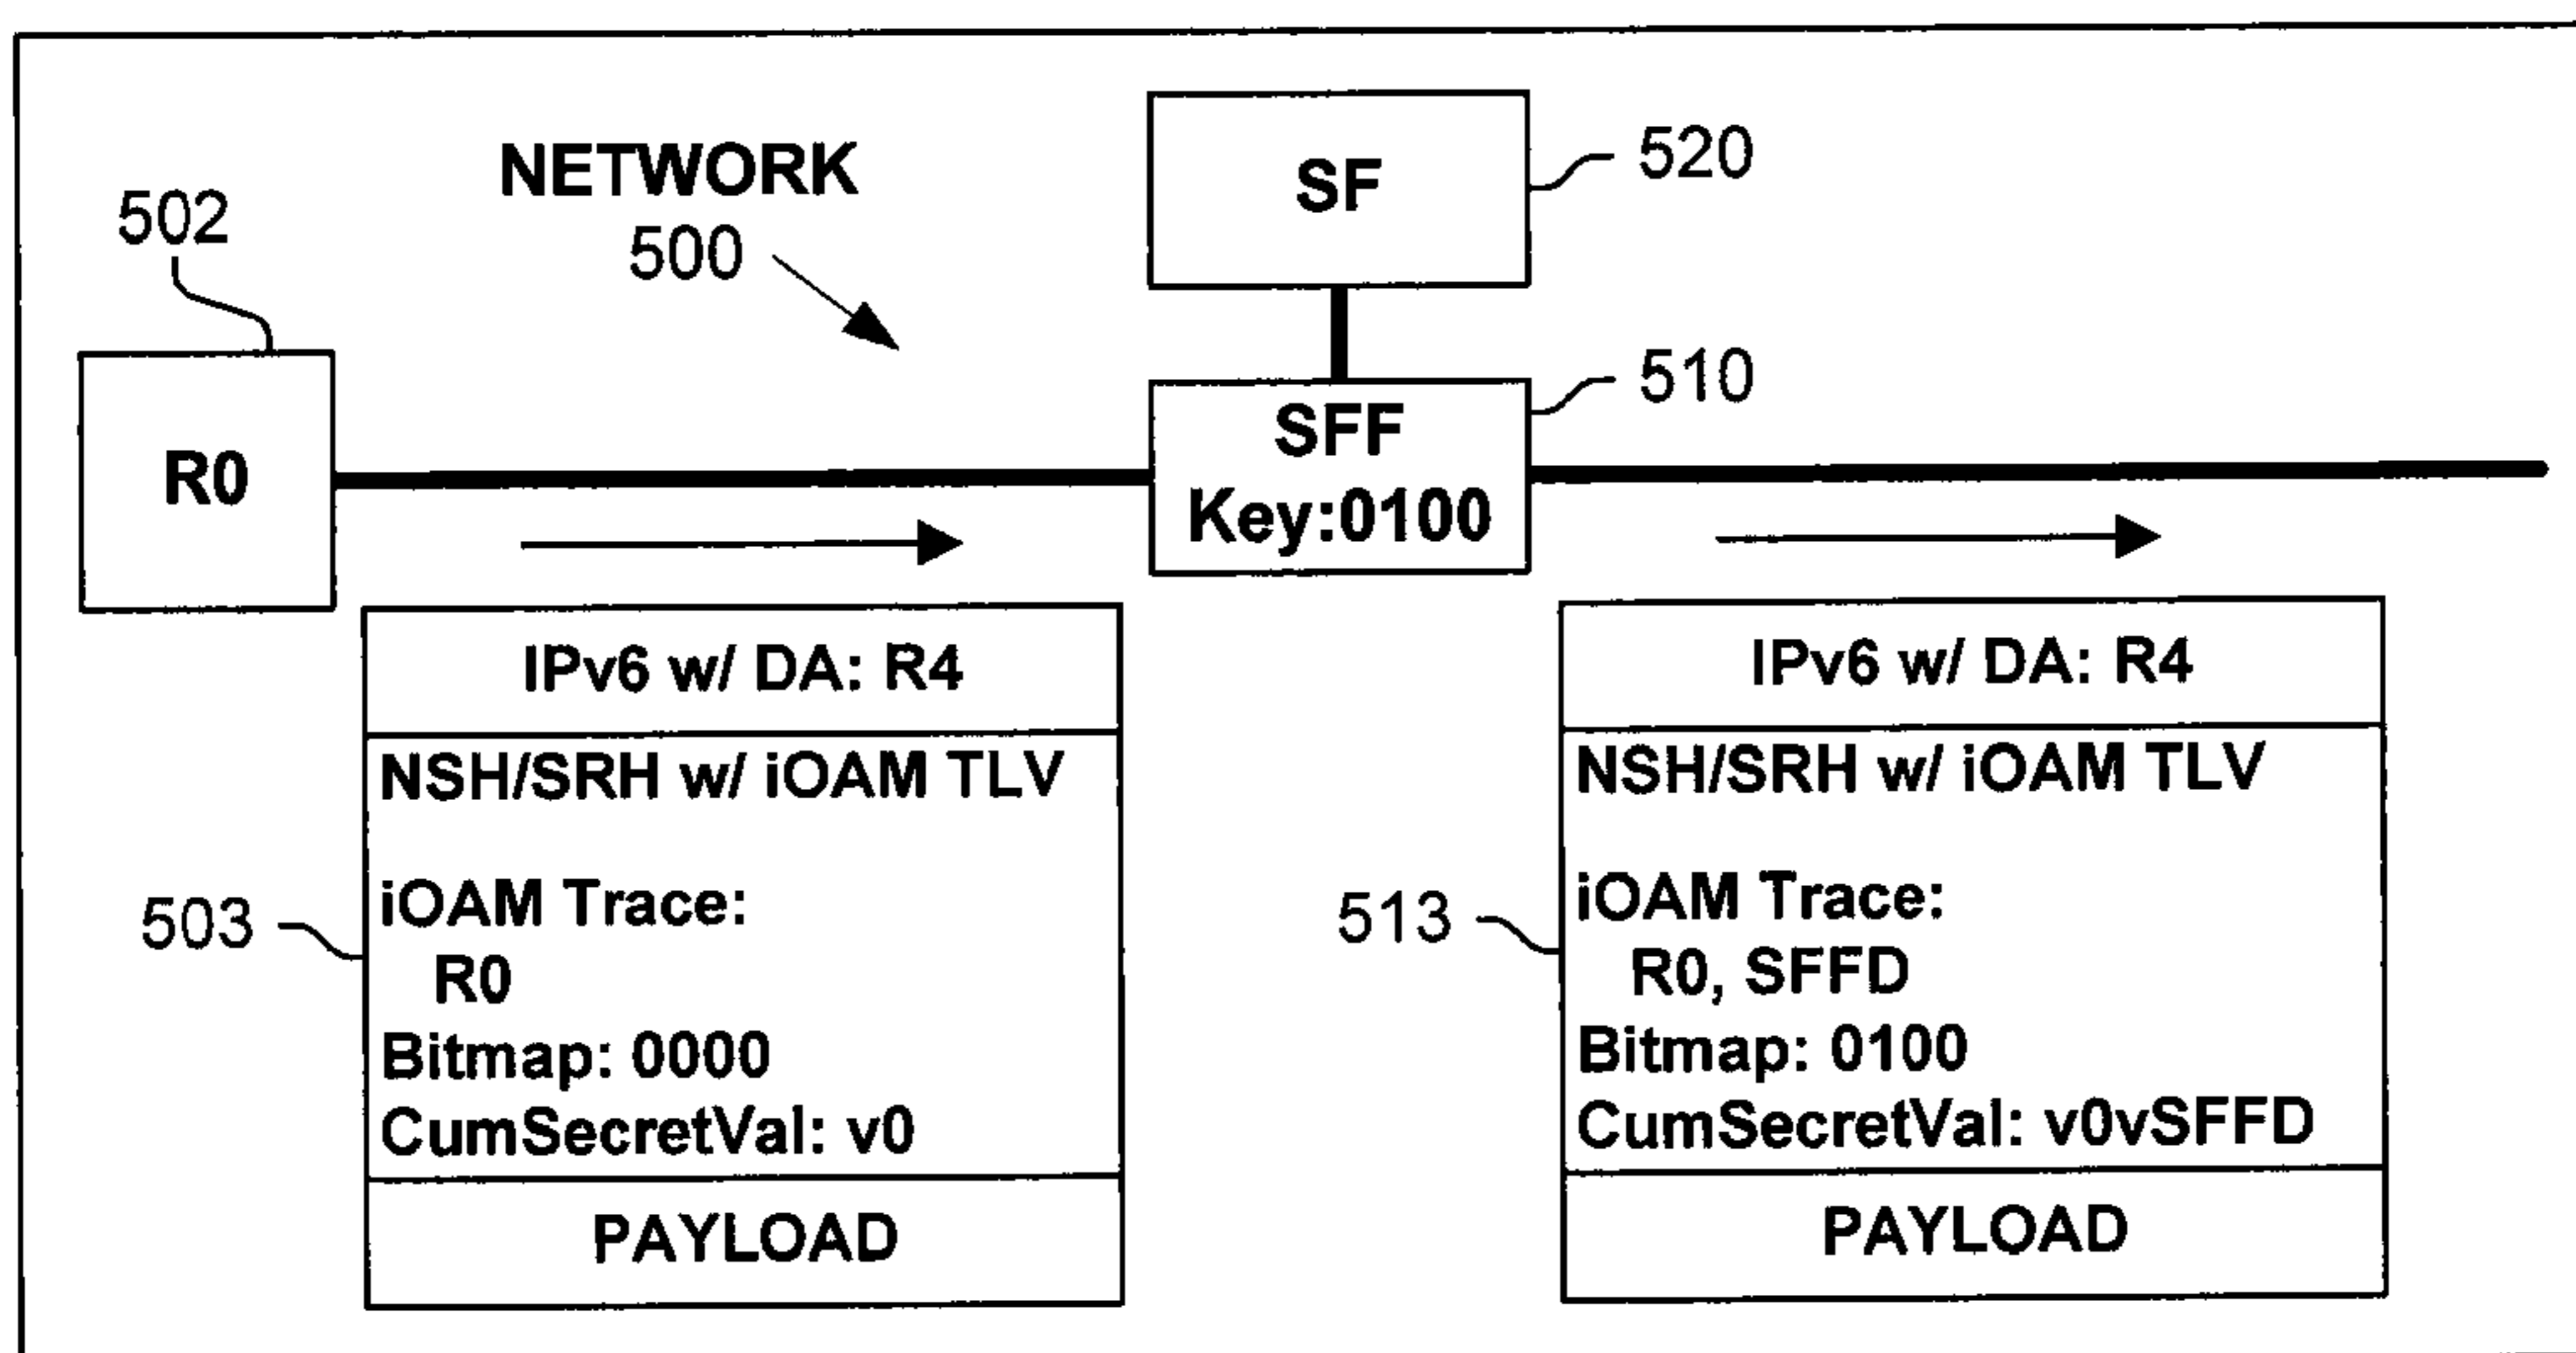 NETWORK
500
502
R0
SF
520
SFF
Key:0100
510
IPv6 w/ DA: R4
NSH/SRH w/ iOAM TLV
iOAM Trace:
R0
Bitmap: 0000
CumSecretVal: v0
PAYLOAD
503
IPv6 w/ DA: R4
NSH/SRH w/ iOAM TLV
iOAM Trace:
R0, SFFD
Bitmap: 0100
CumSecretVal: v0vSFFD
PAYLOAD
513